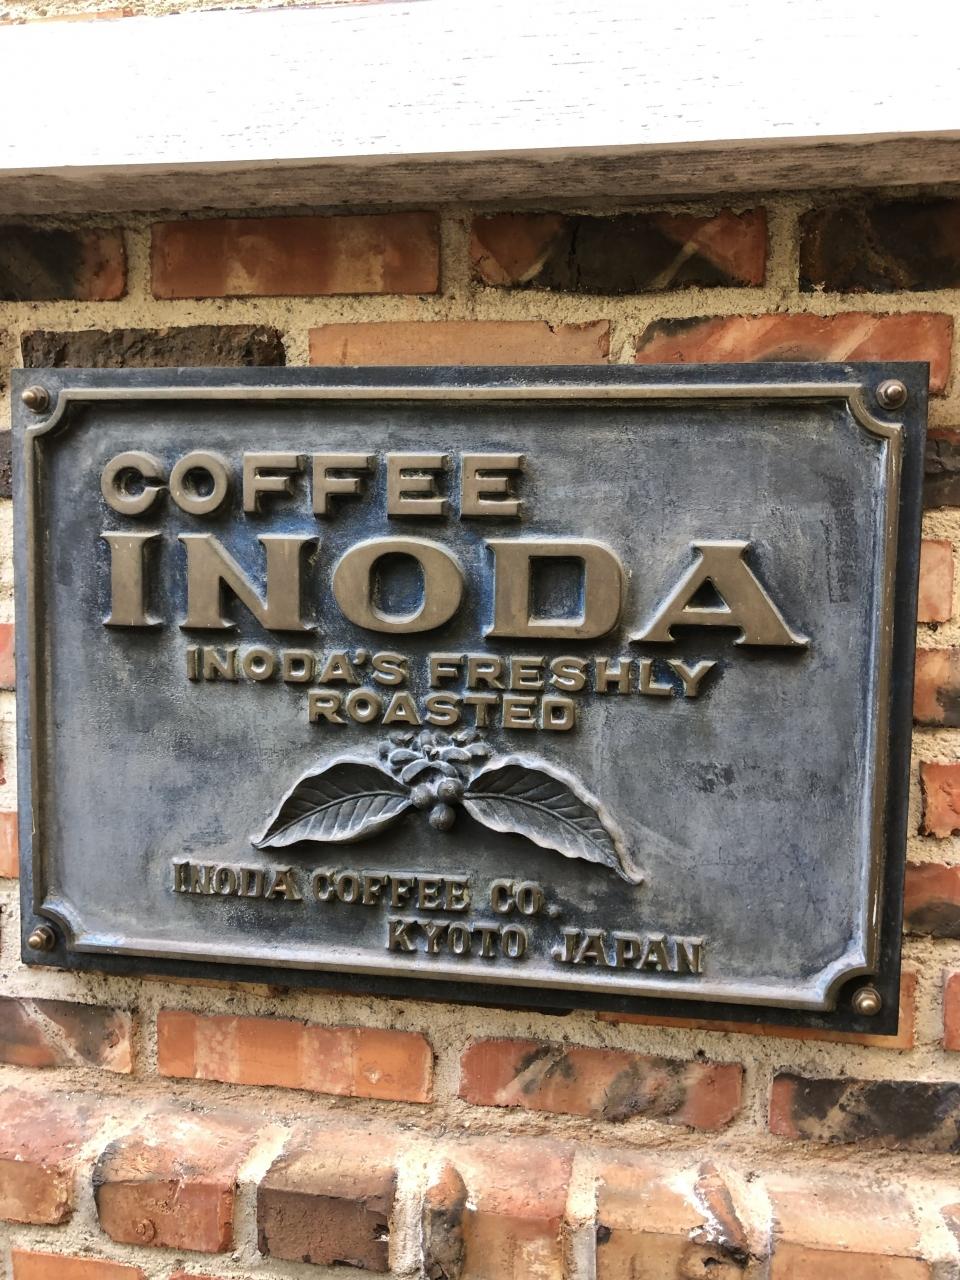 COFFEE
INODA
INODA'S FRESHLY
ROASTED
INODA COFFEE CO.
KYOTO JAPAN